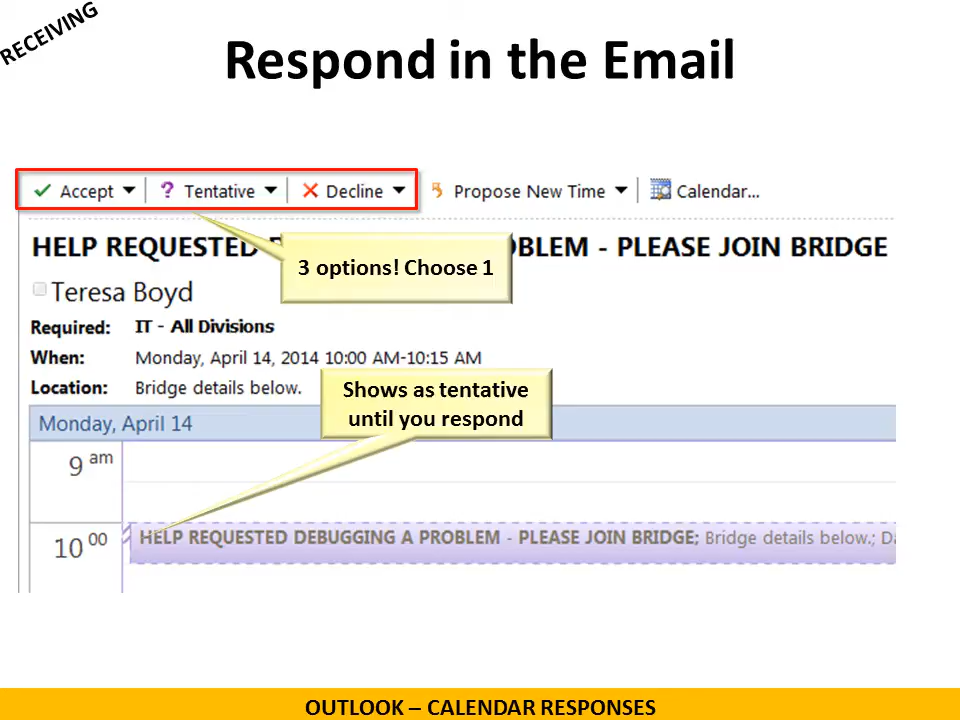 RECEIVING
Respond in the Email
Accept Tentative Decline Propose New Time Calendar...
HELP REQUESTED D OBLEM - PLEASE JOIN BRIDGE
3 options! Choose 1
Teresa Boyd
Required: IT - All Divisions
When: Monday, April 14, 2014 10:00 AM-10:15 AM
Location: Bridge details below.
Shows as tentative
until you respond
Monday, April 14
9 am
10 00
HELP REQUESTED DEBUGGING A PROBLEM - PLEASE JOIN BRIDGE; Bridge details below.; Da
OUTLOOK – CALENDAR RESPONSES